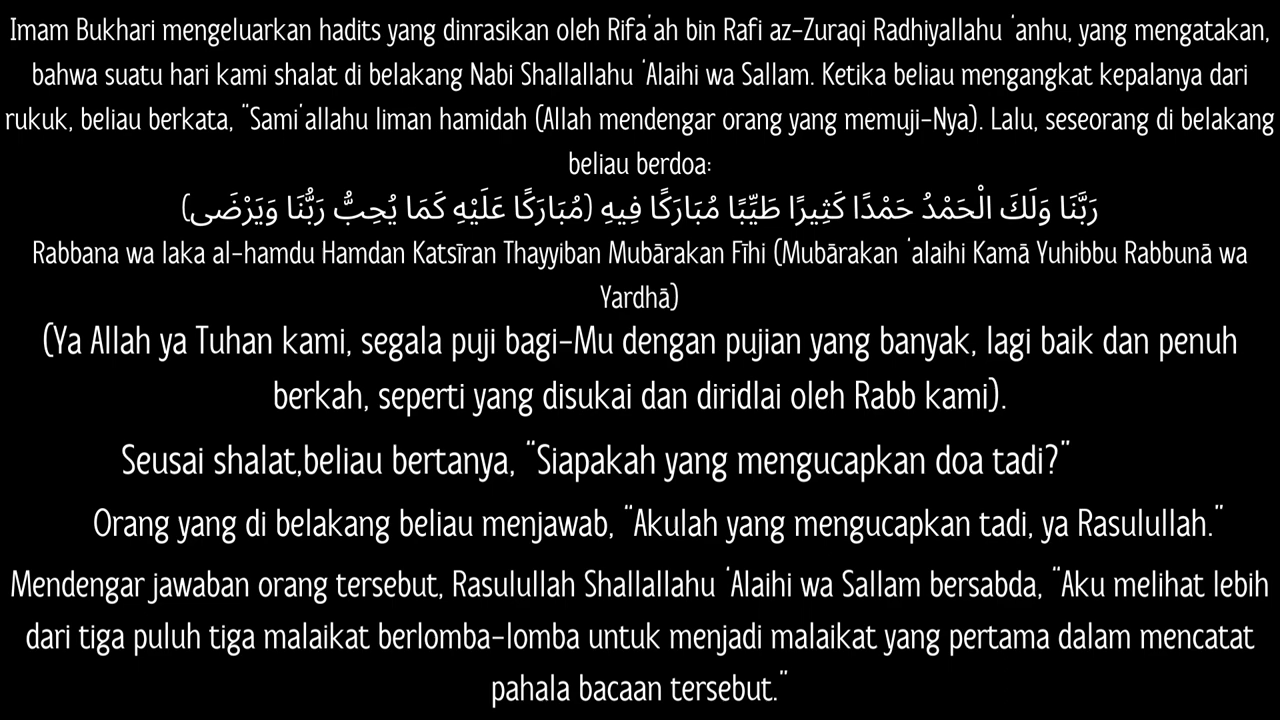 Imam Bukhari mengeluarkan hadits yang dinrasikan oleh Rifa'ah bin Rafi az-Zuraqi Radhiyallahu 'anhu, yang mengatakan,
bahwa suatu hari kami shalat di belakang Nabi Shallallahu 'Alaihi wa Sallam. Ketika beliau mengangkat kepalanya dari
rukuk, beliau berkata, "Sami'allahu liman hamidah (Allah mendengar orang yang memuji-Nya). Lalu, seseorang di belakang
beliau berdoa:
رَبَّنَا وَلَكَ الْحَمْدُ حَمْدًا كَثِيرًا طَيِّبًا مُبَارَكًا فِيهِ (مُبَارَكًا عَلَيْهِ كَمَا يُحِبُّ رَبُّنَا وَيَرْضَى)
Rabbana wa laka al-hamdu Hamdan Katsīran Thayyiban Mubārakan Fīhi (Mubārakan 'alaihi Kamā Yuhibbu Rabbunā wa
Yardhā)
(Ya Allah ya Tuhan kami, segala puji bagi-Mu dengan pujian yang banyak, lagi baik dan penuh
berkah, seperti yang disukai dan diridlai oleh Rabb kami).
Seusai shalat,beliau bertanya, "Siapakah yang mengucapkan doa tadi?"
Orang yang di belakang beliau menjawab, "Akulah yang mengucapkan tadi, ya Rasulullah."
Mendengar jawaban orang tersebut, Rasulullah Shallallahu 'Alaihi wa Sallam bersabda, "Aku melihat lebih
dari tiga puluh tiga malaikat berlomba-lomba untuk menjadi malaikat yang pertama dalam mencatat
pahala bacaan tersebut."